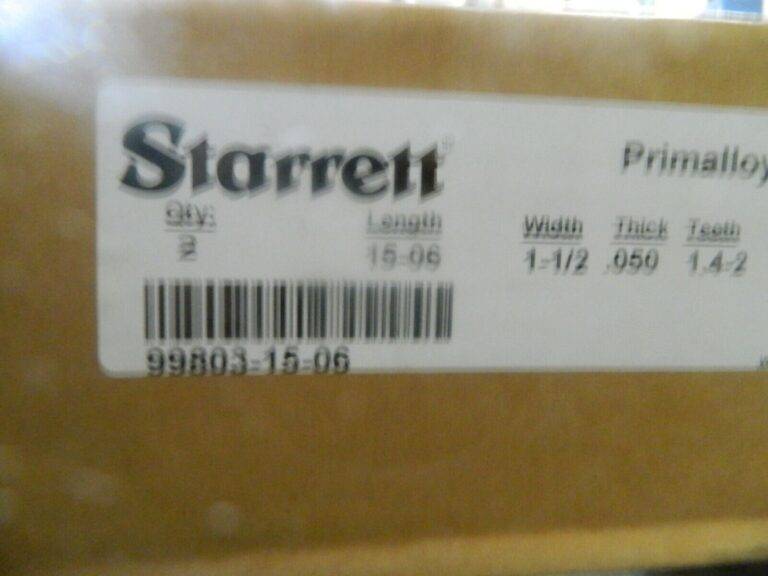 Starrett
Primalloy
Qty: Length Width Thick Teeth
2 15-06 1-1/2 .050 1.4-2
99803-15-06